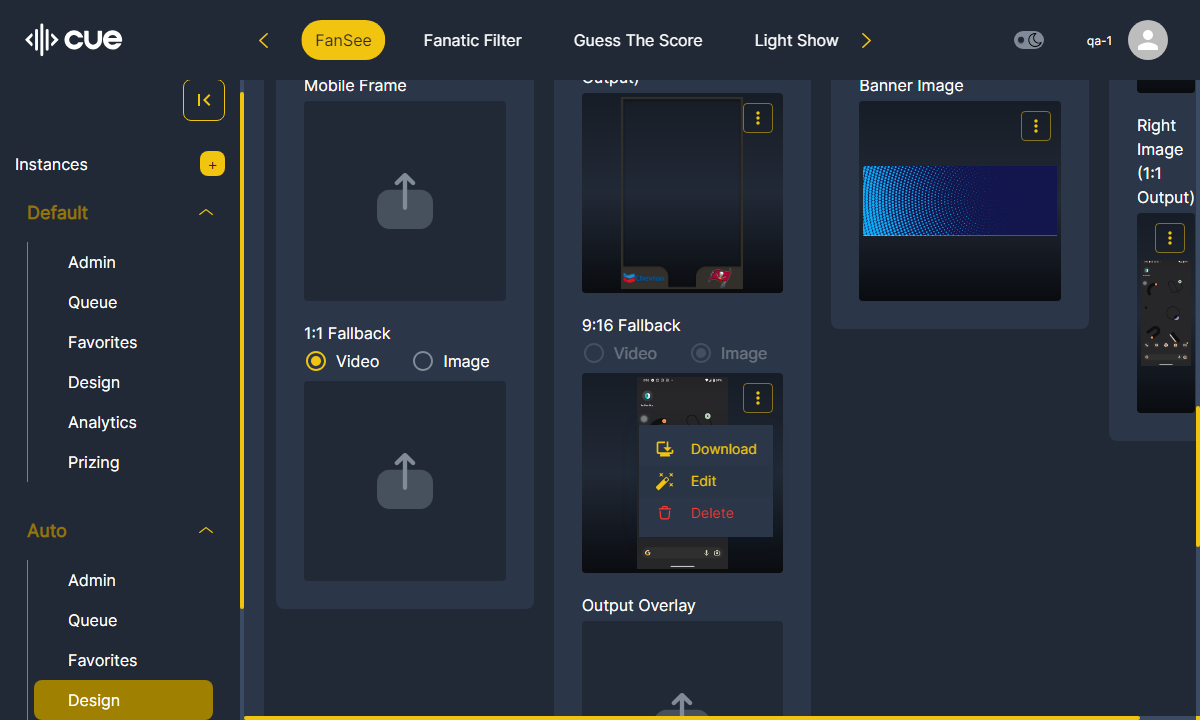 cue
FanSee
Fanatic Filter
Guess The Score
Light Show
qa-1
Instances
+
Default
Admin
Queue
Favorites
Design
Analytics
Prizing
Auto
Admin
Queue
Favorites
Design
Mobile Frame
1:1 Fallback
Video
Image
Output)
9:16 Fallback
Video
Image
Download
Edit
Delete
Output Overlay
Banner Image
Right
Image
(1:1
Output)